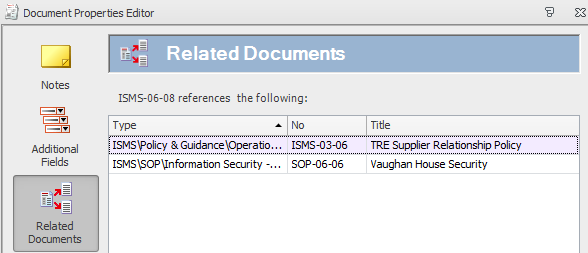 Document Properties Editor
Notes
Additional
Fields
Related
Documents
Related Documents
ISMS-06-08 references the following:
Type No Title
ISMS\Policy & Guidance\Operatio... ISMS-03-06 TRE Supplier Relationship Policy
ISMS\SOP\Information Security -... SOP-06-06 Vaughan House Security